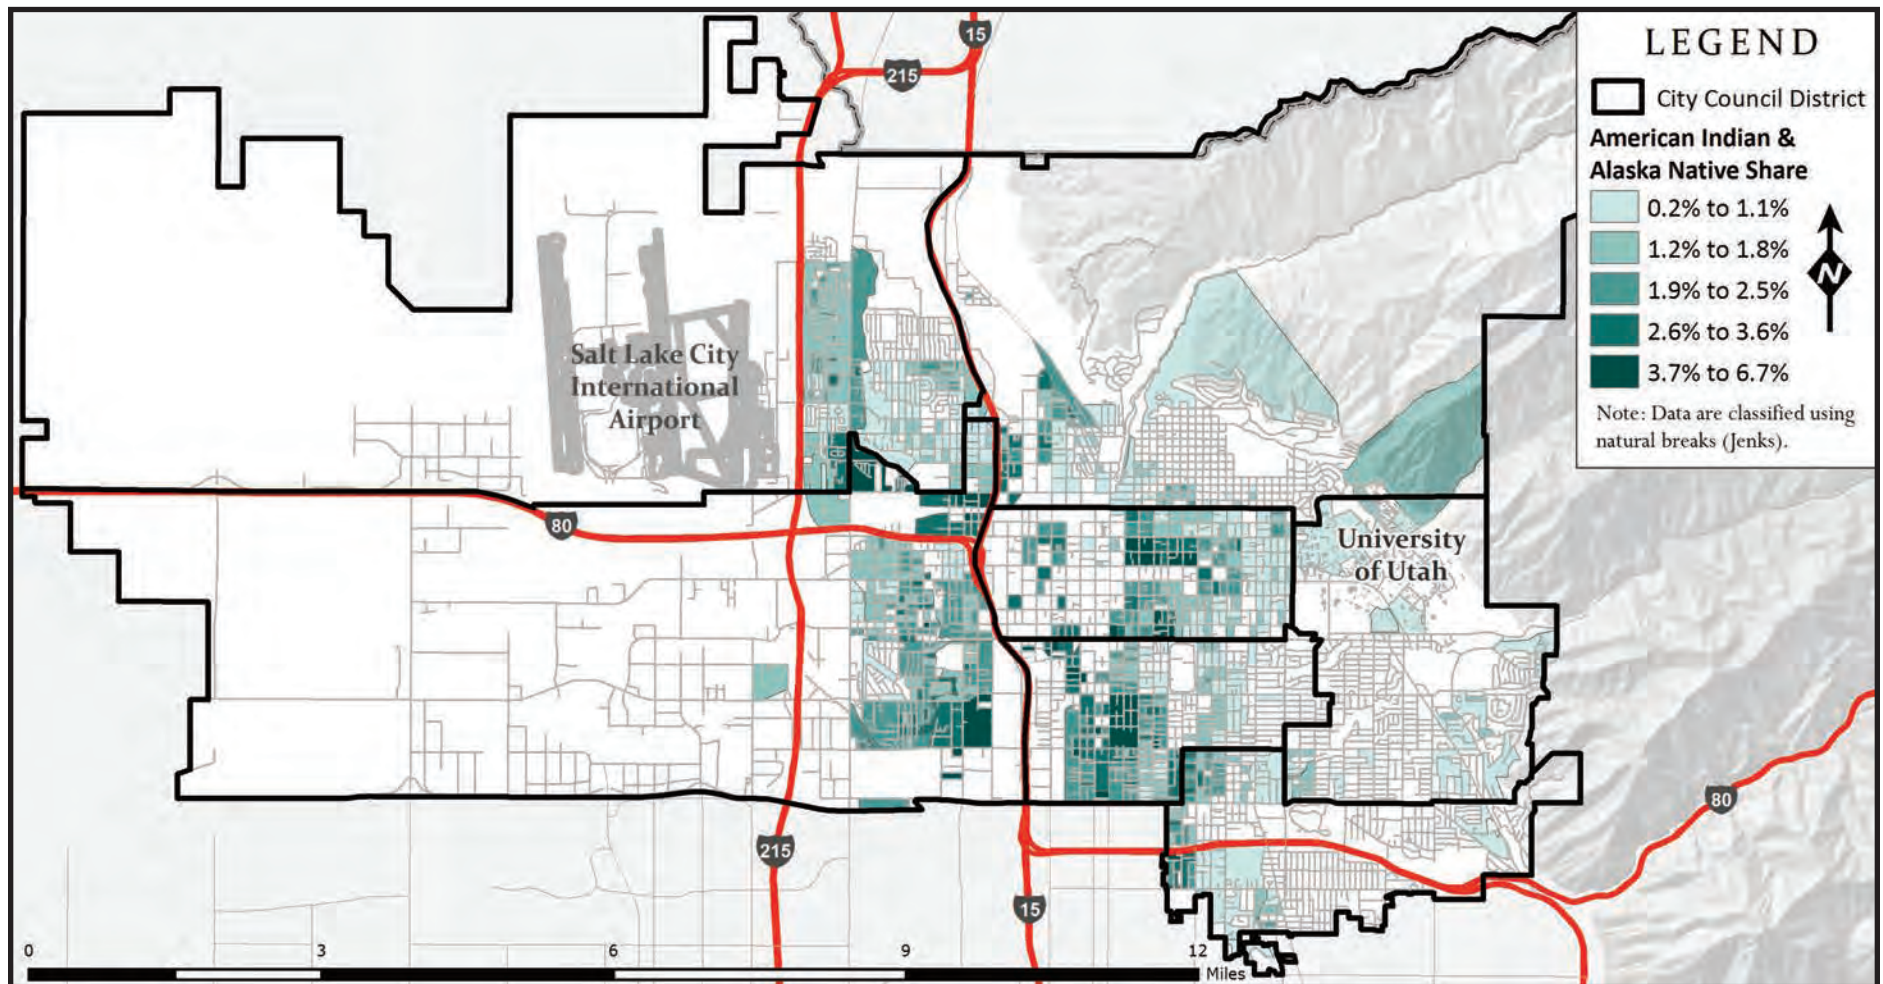 15
215
LEGEND
City Council District
American Indian &
Alaska Native Share
0.2% to 1.1%
1.2% to 1.8%
1.9% to 2.5%
2.6% to 3.6%
3.7% to 6.7%
N
Note: Data are classified using
natural breaks (Jenks).
Salt Lake City
International
Airport
80
University
of Utah
80
215
15
0 3 6 9 12
Miles